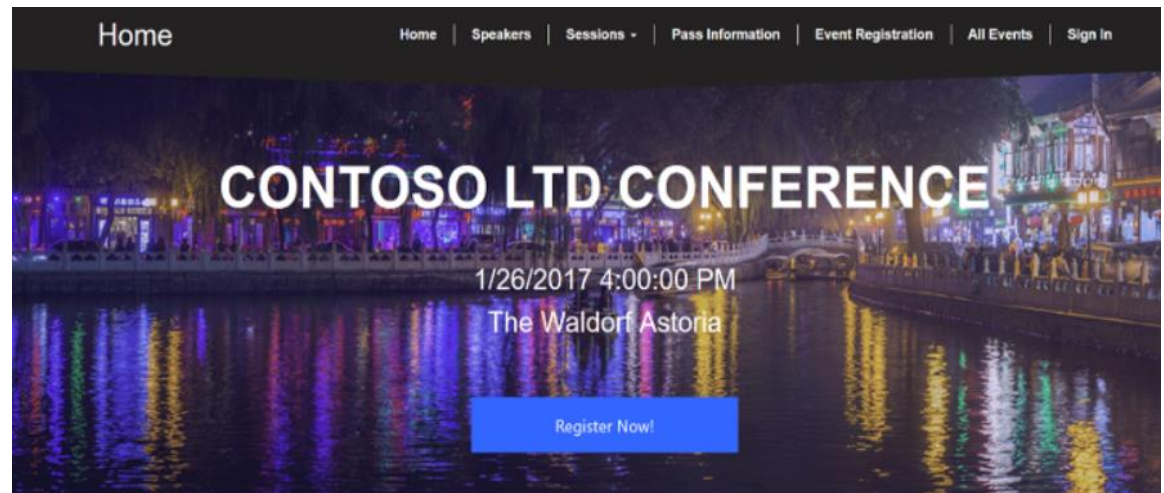 Home
Home | Speakers | Sessions | Pass Information | Event Registration | All Events | Sign In
CONTOSO LTD CONFERENCE
1/26/2017 4:00:00 PM
The Waldorf Astoria
Register Now!